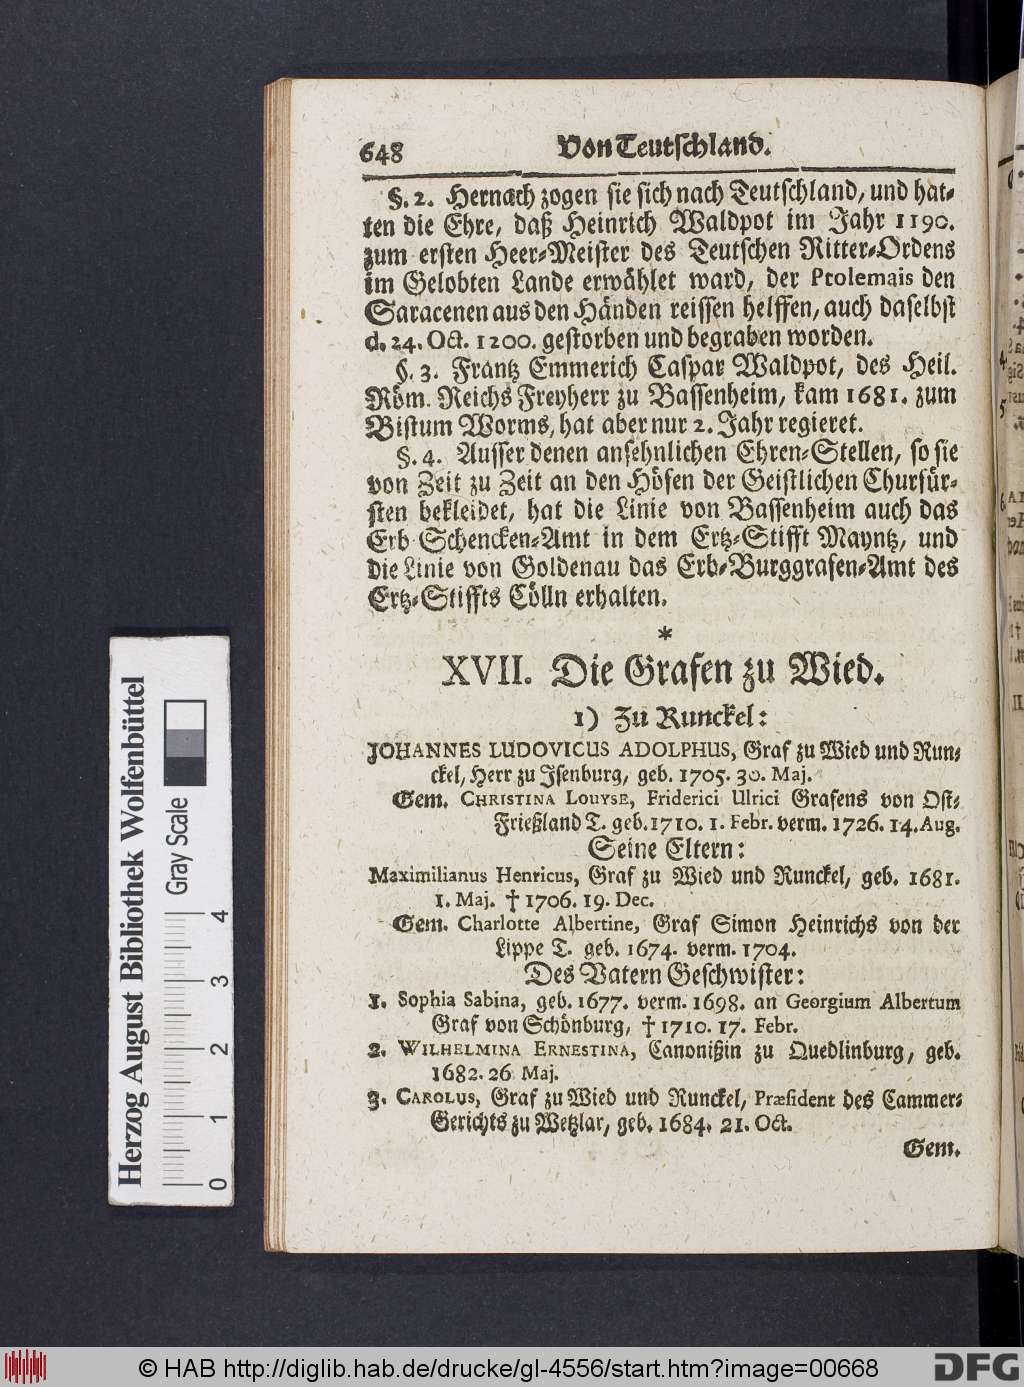 648 Von Teutschland.
§. 2. Hernach zogen sie sich nach Teutschland, und hat-
ten die Ehre, daß Heinrich Waldpot im Jahr 1190.
zum ersten Heer-Meister des Teutschen Ritter-Ordens
im Gelobten Lande erwählet ward, der Ptolemais den
Saracenen aus den Händen reissen helffen, auch daselbst
d. 24. Oct. 1200. gestorben und begraben worden.
§. 3. Frantz Emmerich Caspar Waldpot, des Heil.
Röm. Reichs Freyherr zu Bassenheim, kam 1681. zum
Bistum Worms, hat aber nur 2. Jahr regieret.
§. 4. Ausser denen ansehnlichen Ehren-Stellen, so sie
von Zeit zu Zeit an den Höfen der Geistlichen Churfür-
sten bekleidet, hat die Linie von Bassenheim auch das
Erb-Schencken-Amt in dem Ertz-Stifft Mayntz, und
die Linie von Goldenau das Erb-Burggrafen-Amt des
Ertz-Stiffts Cölln erhalten.
*
XVII. Die Grafen zu Wied.
1) Zu Runckel:
JOHANNES LUDOVICUS ADOLPHUS, Graf zu Wied und Run-
ckel, Herr zu Isenburg, geb. 1705. 30. Maj.
Gem. CHRISTINA LOUYSE, Friderici Ulrici Grafens von Ost-
Frießland T. geb. 1710. 1. Febr. verm. 1726. 14. Aug.
Seine Eltern:
Maximilianus Henricus, Graf zu Wied und Runckel, geb. 1681.
1. Maj. † 1706. 19. Dec.
Gem. Charlotte Albertine, Graf Simon Heinrichs von der
Lippe T. geb. 1674. verm. 1704.
Des Vatern Geschwister:
1. Sophia Sabina, geb. 1677. verm. 1698. an Georgium Albertum
Graf von Schönburg, † 1710. 17. Febr.
2. WILHELMINA ERNESTINA, Canonißin zu Quedlinburg, geb.
1682. 26 Maj.
3. CAROLUS, Graf zu Wied und Runckel, Præsident des Cammer-
Gerichts zu Wetzlar, geb. 1684. 21. Oct.
Gem.
Herzog August Bibliothek Wolfenbüttel
Gray Scale
0 1 2 3 4
© HAB http://diglib.hab.de/drucke/gl-4556/start.htm?image=00668
DFG